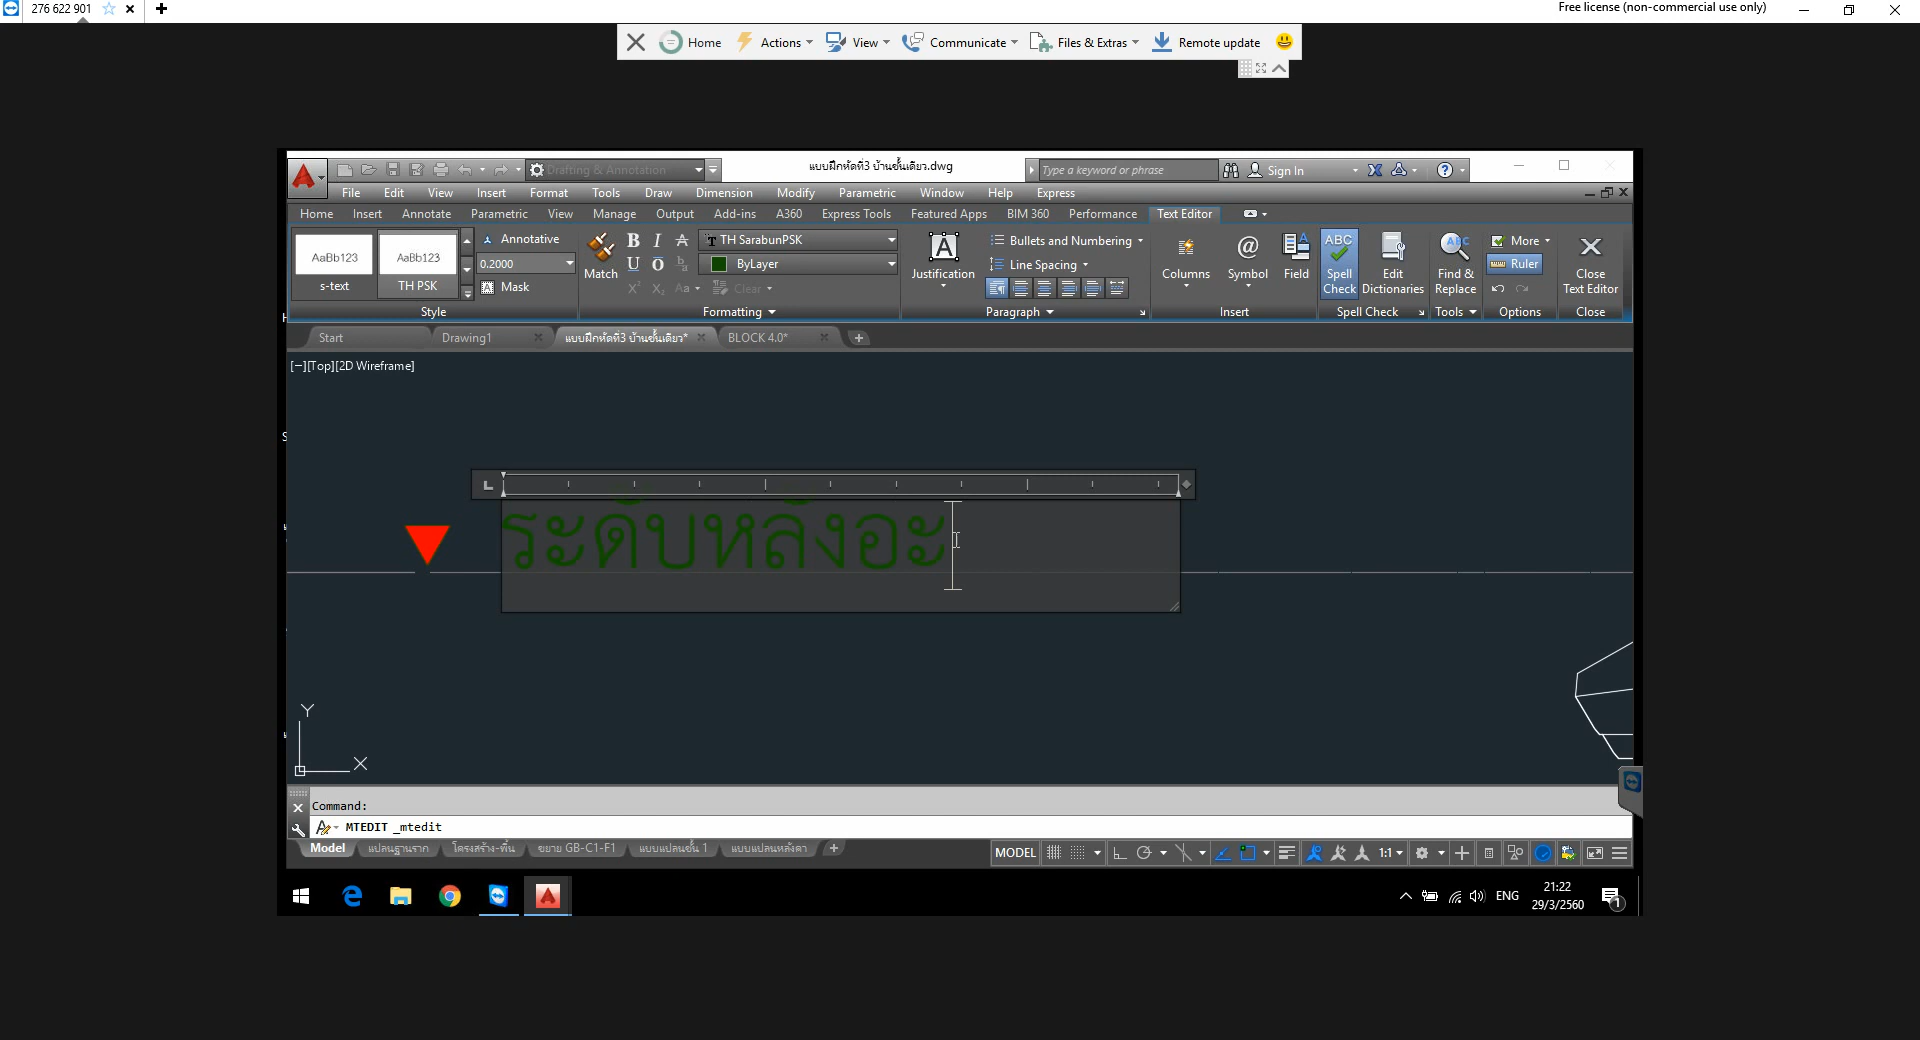 276 622 901
Free license (non-commercial use only)
Home Actions View Communicate Files & Extras Remote update
Drafting & Annotation
แบบฝึกหัดที่3 บ้านชั้นเดียว.dwg
Type a keyword or phrase
Sign In
File Edit View Insert Format Tools Draw Dimension Modify Parametric Window Help Express
Home Insert Annotate Parametric View Manage Output Add-ins A360 Express Tools Featured Apps BIM 360 Performance Text Editor
AaBb123 AaBb123
s-text TH PSK
Annotative
0.2000
Mask
Style
Match
B I A
U O
TH SarabunPSK
ByLayer
Aa Clear
Formatting
Justification
Bullets and Numbering
Line Spacing
Paragraph
Columns Symbol Field
Insert
ABC
Spell Check
Edit Dictionaries
Spell Check
ABC
Find & Replace
Tools
More
Ruler
Options
Close Text Editor
Close
Start Drawing1 แบบฝึกหัดที่3 บ้านชั้นเดียว* BLOCK 4.0*
[−][Top][2D Wireframe]
ระดับหลังอะ
Y
X
Command:
MTEDIT _mtedit
Model แปลนฐานราก โครงสร้าง-พื้น ขยาย GB-C1-F1 แบบแปลนชั้น 1 แบบแปลนหลังคา
MODEL 1:1
ENG
21:22
29/3/2560
1